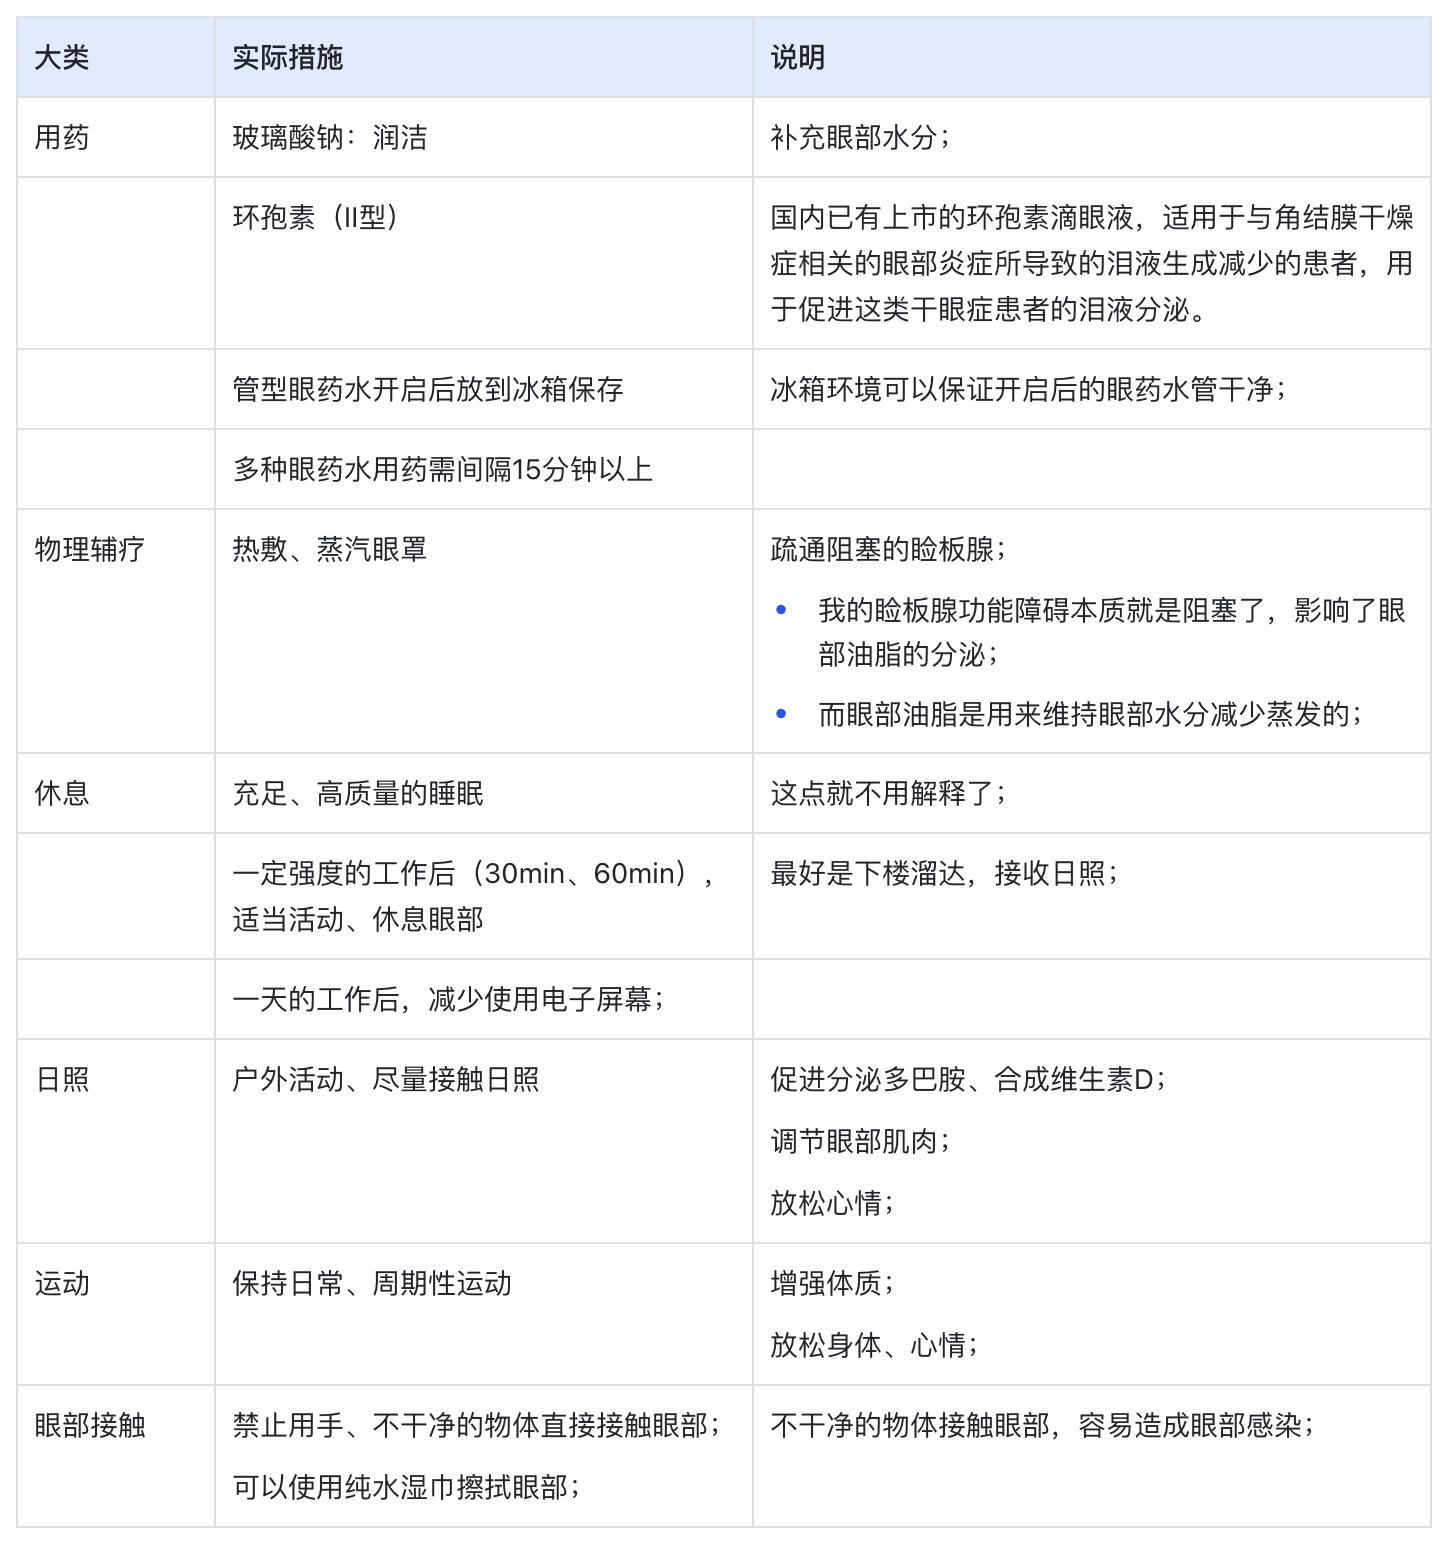 大类 实际措施 说明
用药 玻璃酸钠：润洁 补充眼部水分；
环孢素（II型） 国内已有上市的环孢素滴眼液，适用于与角结膜干燥
症相关的眼部炎症所导致的泪液生成减少的患者，用
于促进这类干眼症患者的泪液分泌。
管型眼药水开启后放到冰箱保存 冰箱环境可以保证开启后的眼药水管干净；
多种眼药水用药需间隔15分钟以上
物理辅疗 热敷、蒸汽眼罩 疏通阻塞的睑板腺；
• 我的睑板腺功能障碍本质就是阻塞了，影响了眼
部油脂的分泌；
• 而眼部油脂是用来维持眼部水分减少蒸发的；
休息 充足、高质量的睡眠 这点就不用解释了；
一定强度的工作后（30min、60min）， 最好是下楼溜达，接收日照；
适当活动、休息眼部
一天的工作后，减少使用电子屏幕；
日照 户外活动、尽量接触日照 促进分泌多巴胺、合成维生素D；
调节眼部肌肉；
放松心情；
运动 保持日常、周期性运动 增强体质；
放松身体、心情；
眼部接触 禁止用手、不干净的物体直接接触眼部； 不干净的物体接触眼部，容易造成眼部感染；
可以使用纯水湿巾擦拭眼部；